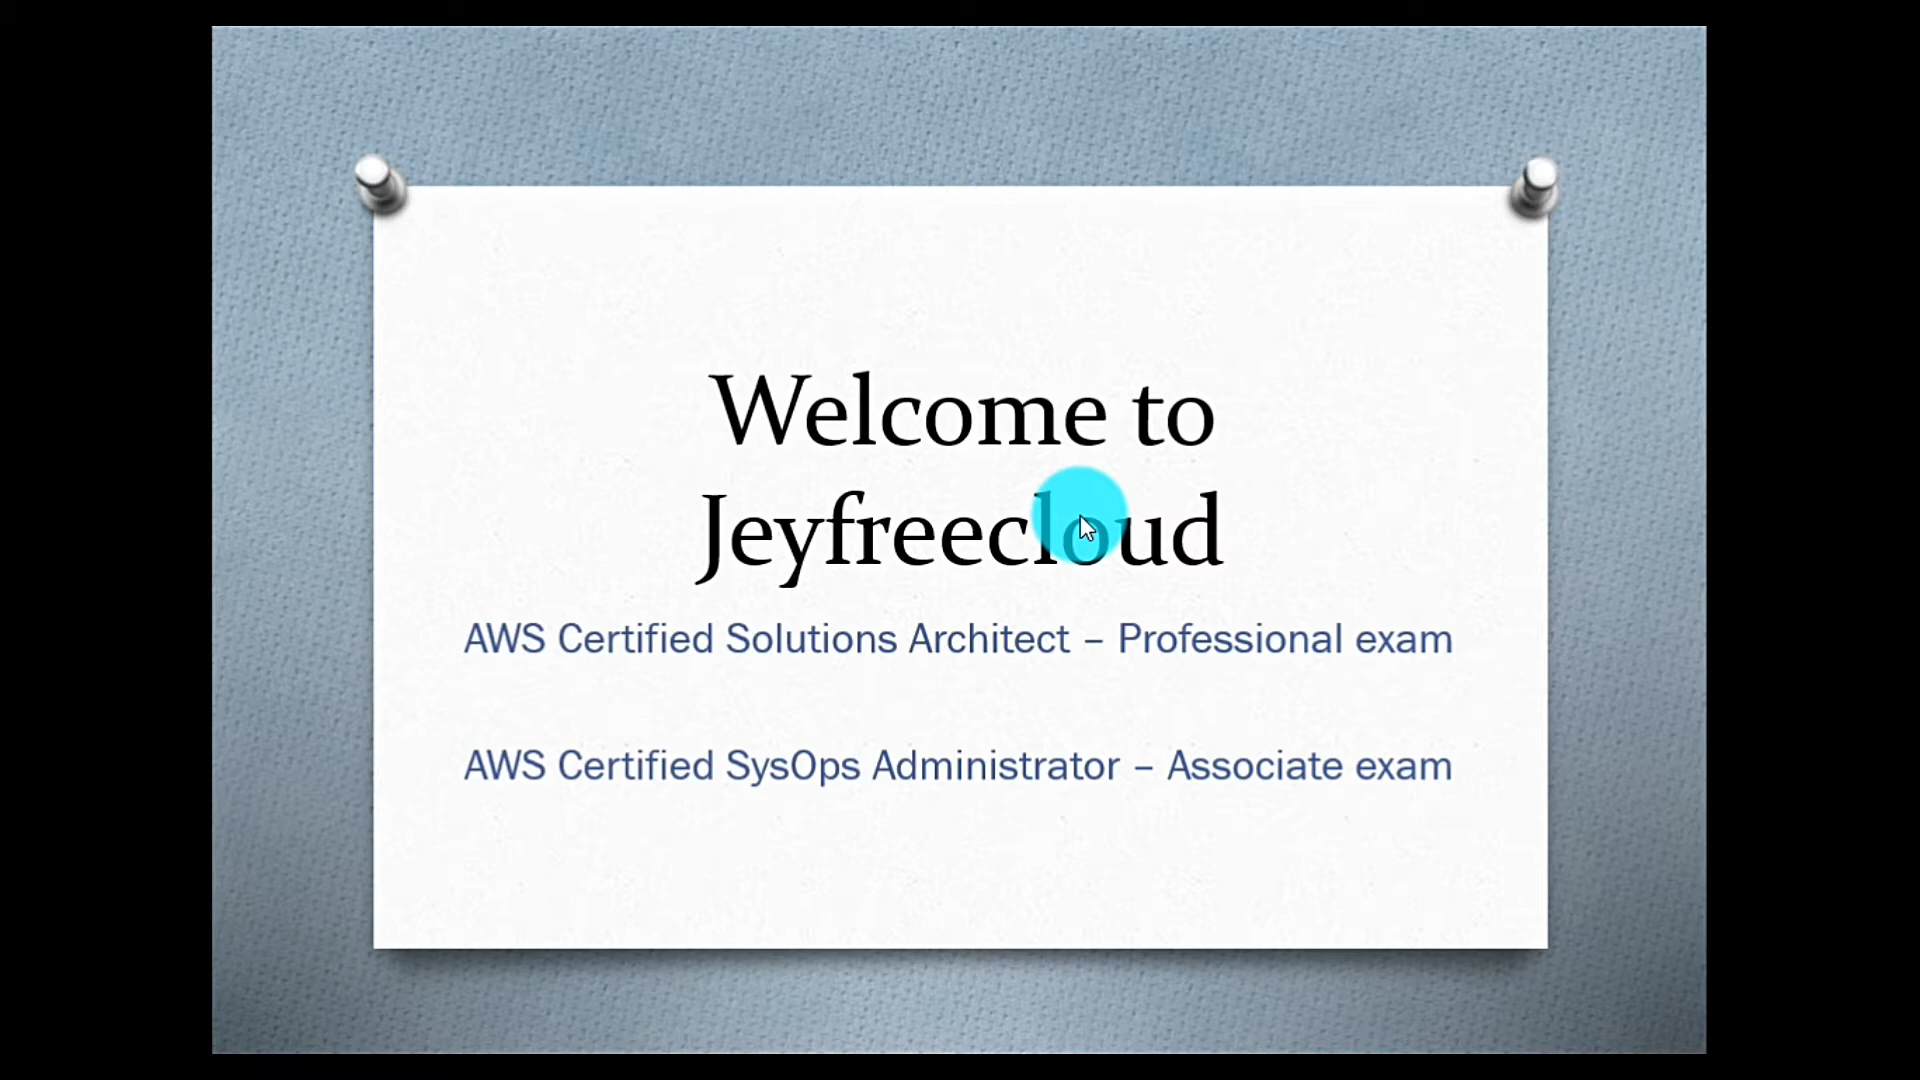 Welcome to
Jeyfreecloud
AWS Certified Solutions Architect – Professional exam
AWS Certified SysOps Administrator – Associate exam